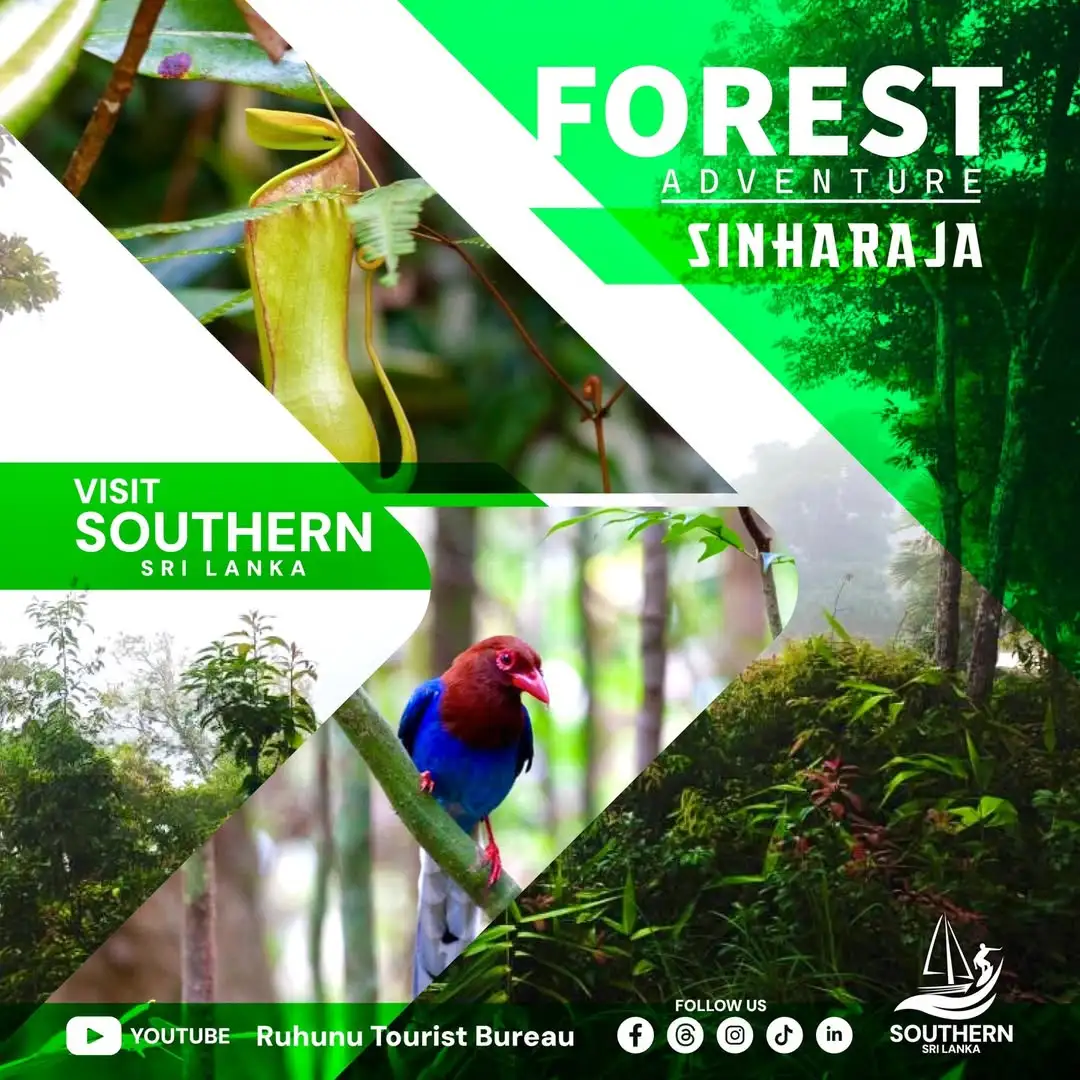 FOREST
ADVENTURE
SINHARAJA
VISIT
SOUTHERN
SRI LANKA
FOLLOW US
YOUTUBE Ruhunu Tourist Bureau
SOUTHERN
SRI LANKA